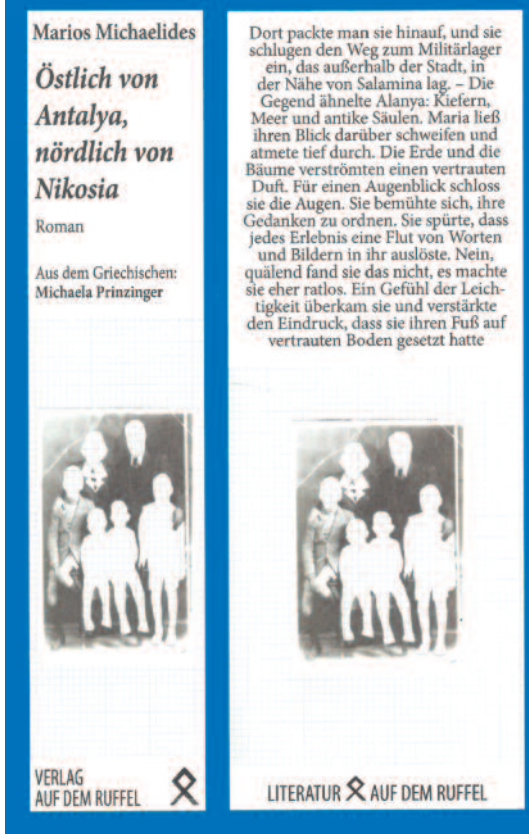 Marios Michaelides
Östlich von
Antalya,
nördlich von
Nikosia
Roman
Aus dem Griechischen:
Michaela Prinzinger
VERLAG
AUF DEM RUFFEL
Dort packte man sie hinauf, und sie
schlugen den Weg zum Militärlager
ein, das außerhalb der Stadt, in
der Nähe von Salamina lag. – Die
Gegend ähnelte Alanya: Kiefern,
Meer und antike Säulen. Maria ließ
ihren Blick darüber schweifen und
atmete tief durch. Die Erde und die
Bäume verströmten einen vertrauten
Duft. Für einen Augenblick schloss
sie die Augen. Sie bemühte sich, ihre
Gedanken zu ordnen. Sie spürte, dass
jedes Erlebnis eine Flut von Worten
und Bildern in ihr auslöste. Nein,
quälend fand sie das nicht, es machte
sie eher ratlos. Ein Gefühl der Leich-
tigkeit überkam sie und verstärkte
den Eindruck, dass sie ihren Fuß auf
vertrauten Boden gesetzt hatte
LITERATUR AUF DEM RUFFEL